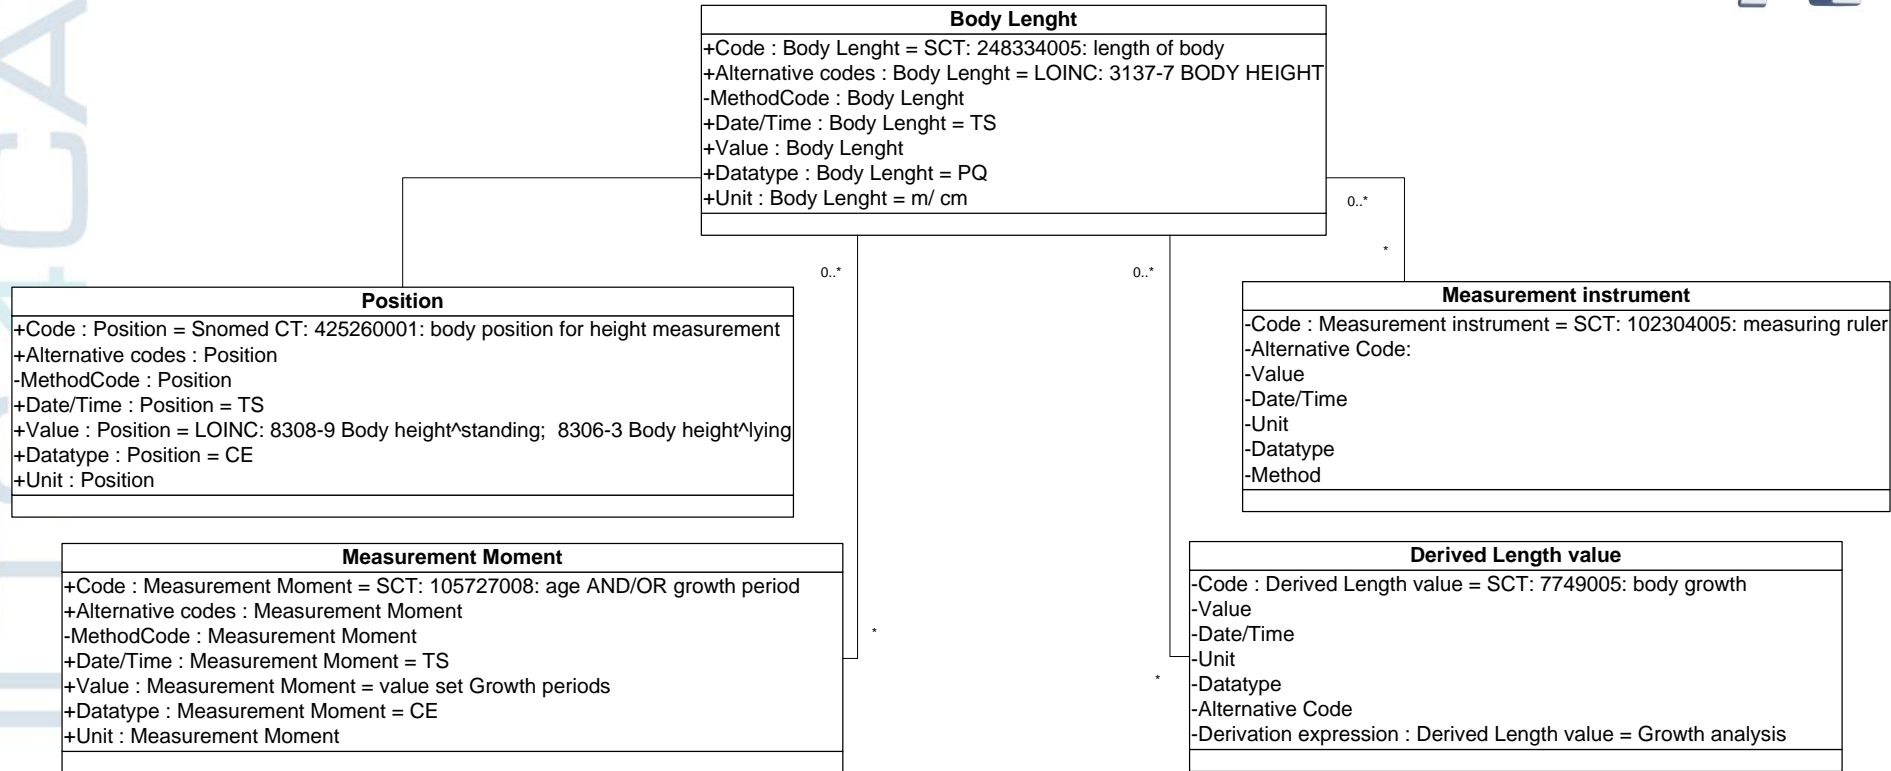 Body Lenght
+Code : Body Lenght = SCT: 248334005: length of body
+Alternative codes : Body Lenght = LOINC: 3137-7 BODY HEIGHT
-MethodCode : Body Lenght
+Date/Time : Body Lenght = TS
+Value : Body Lenght
+Datatype : Body Lenght = PQ
+Unit : Body Lenght = m/ cm
0..*
*
0..*
0..*
Position
+Code : Position = Snomed CT: 425260001: body position for height measurement
+Alternative codes : Position
-MethodCode : Position
+Date/Time : Position = TS
+Value : Position = LOINC: 8308-9 Body height^standing;  8306-3 Body height^lying
+Datatype : Position = CE
+Unit : Position
Measurement instrument
-Code : Measurement instrument = SCT: 102304005: measuring ruler
-Alternative Code:
-Value
-Date/Time
-Unit
-Datatype
-Method
Measurement Moment
+Code : Measurement Moment = SCT: 105727008: age AND/OR growth period
+Alternative codes : Measurement Moment
-MethodCode : Measurement Moment
+Date/Time : Measurement Moment = TS
+Value : Measurement Moment = value set Growth periods
+Datatype : Measurement Moment = CE
+Unit : Measurement Moment
*
*
Derived Length value
-Code : Derived Length value = SCT: 7749005: body growth
-Value
-Date/Time
-Unit
-Datatype
-Alternative Code
-Derivation expression : Derived Length value = Growth analysis